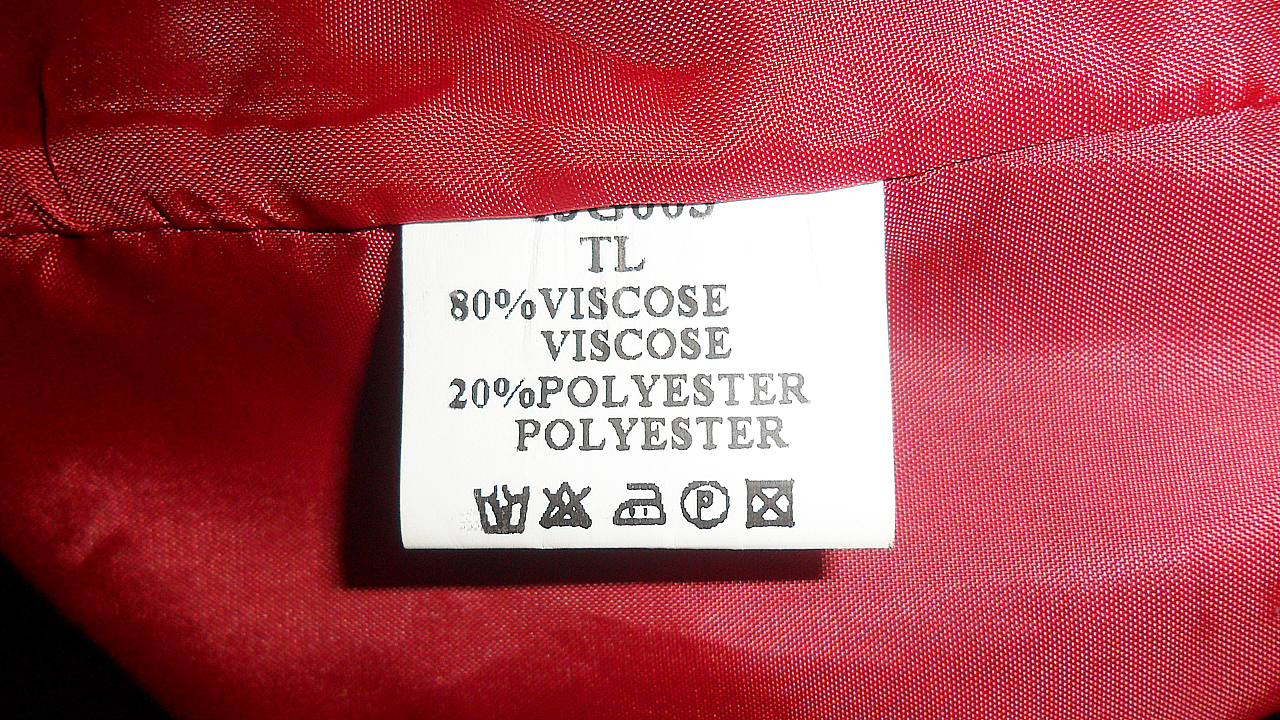 TL
80%VISCOSE
VISCOSE
20%POLYESTER
POLYESTER
P